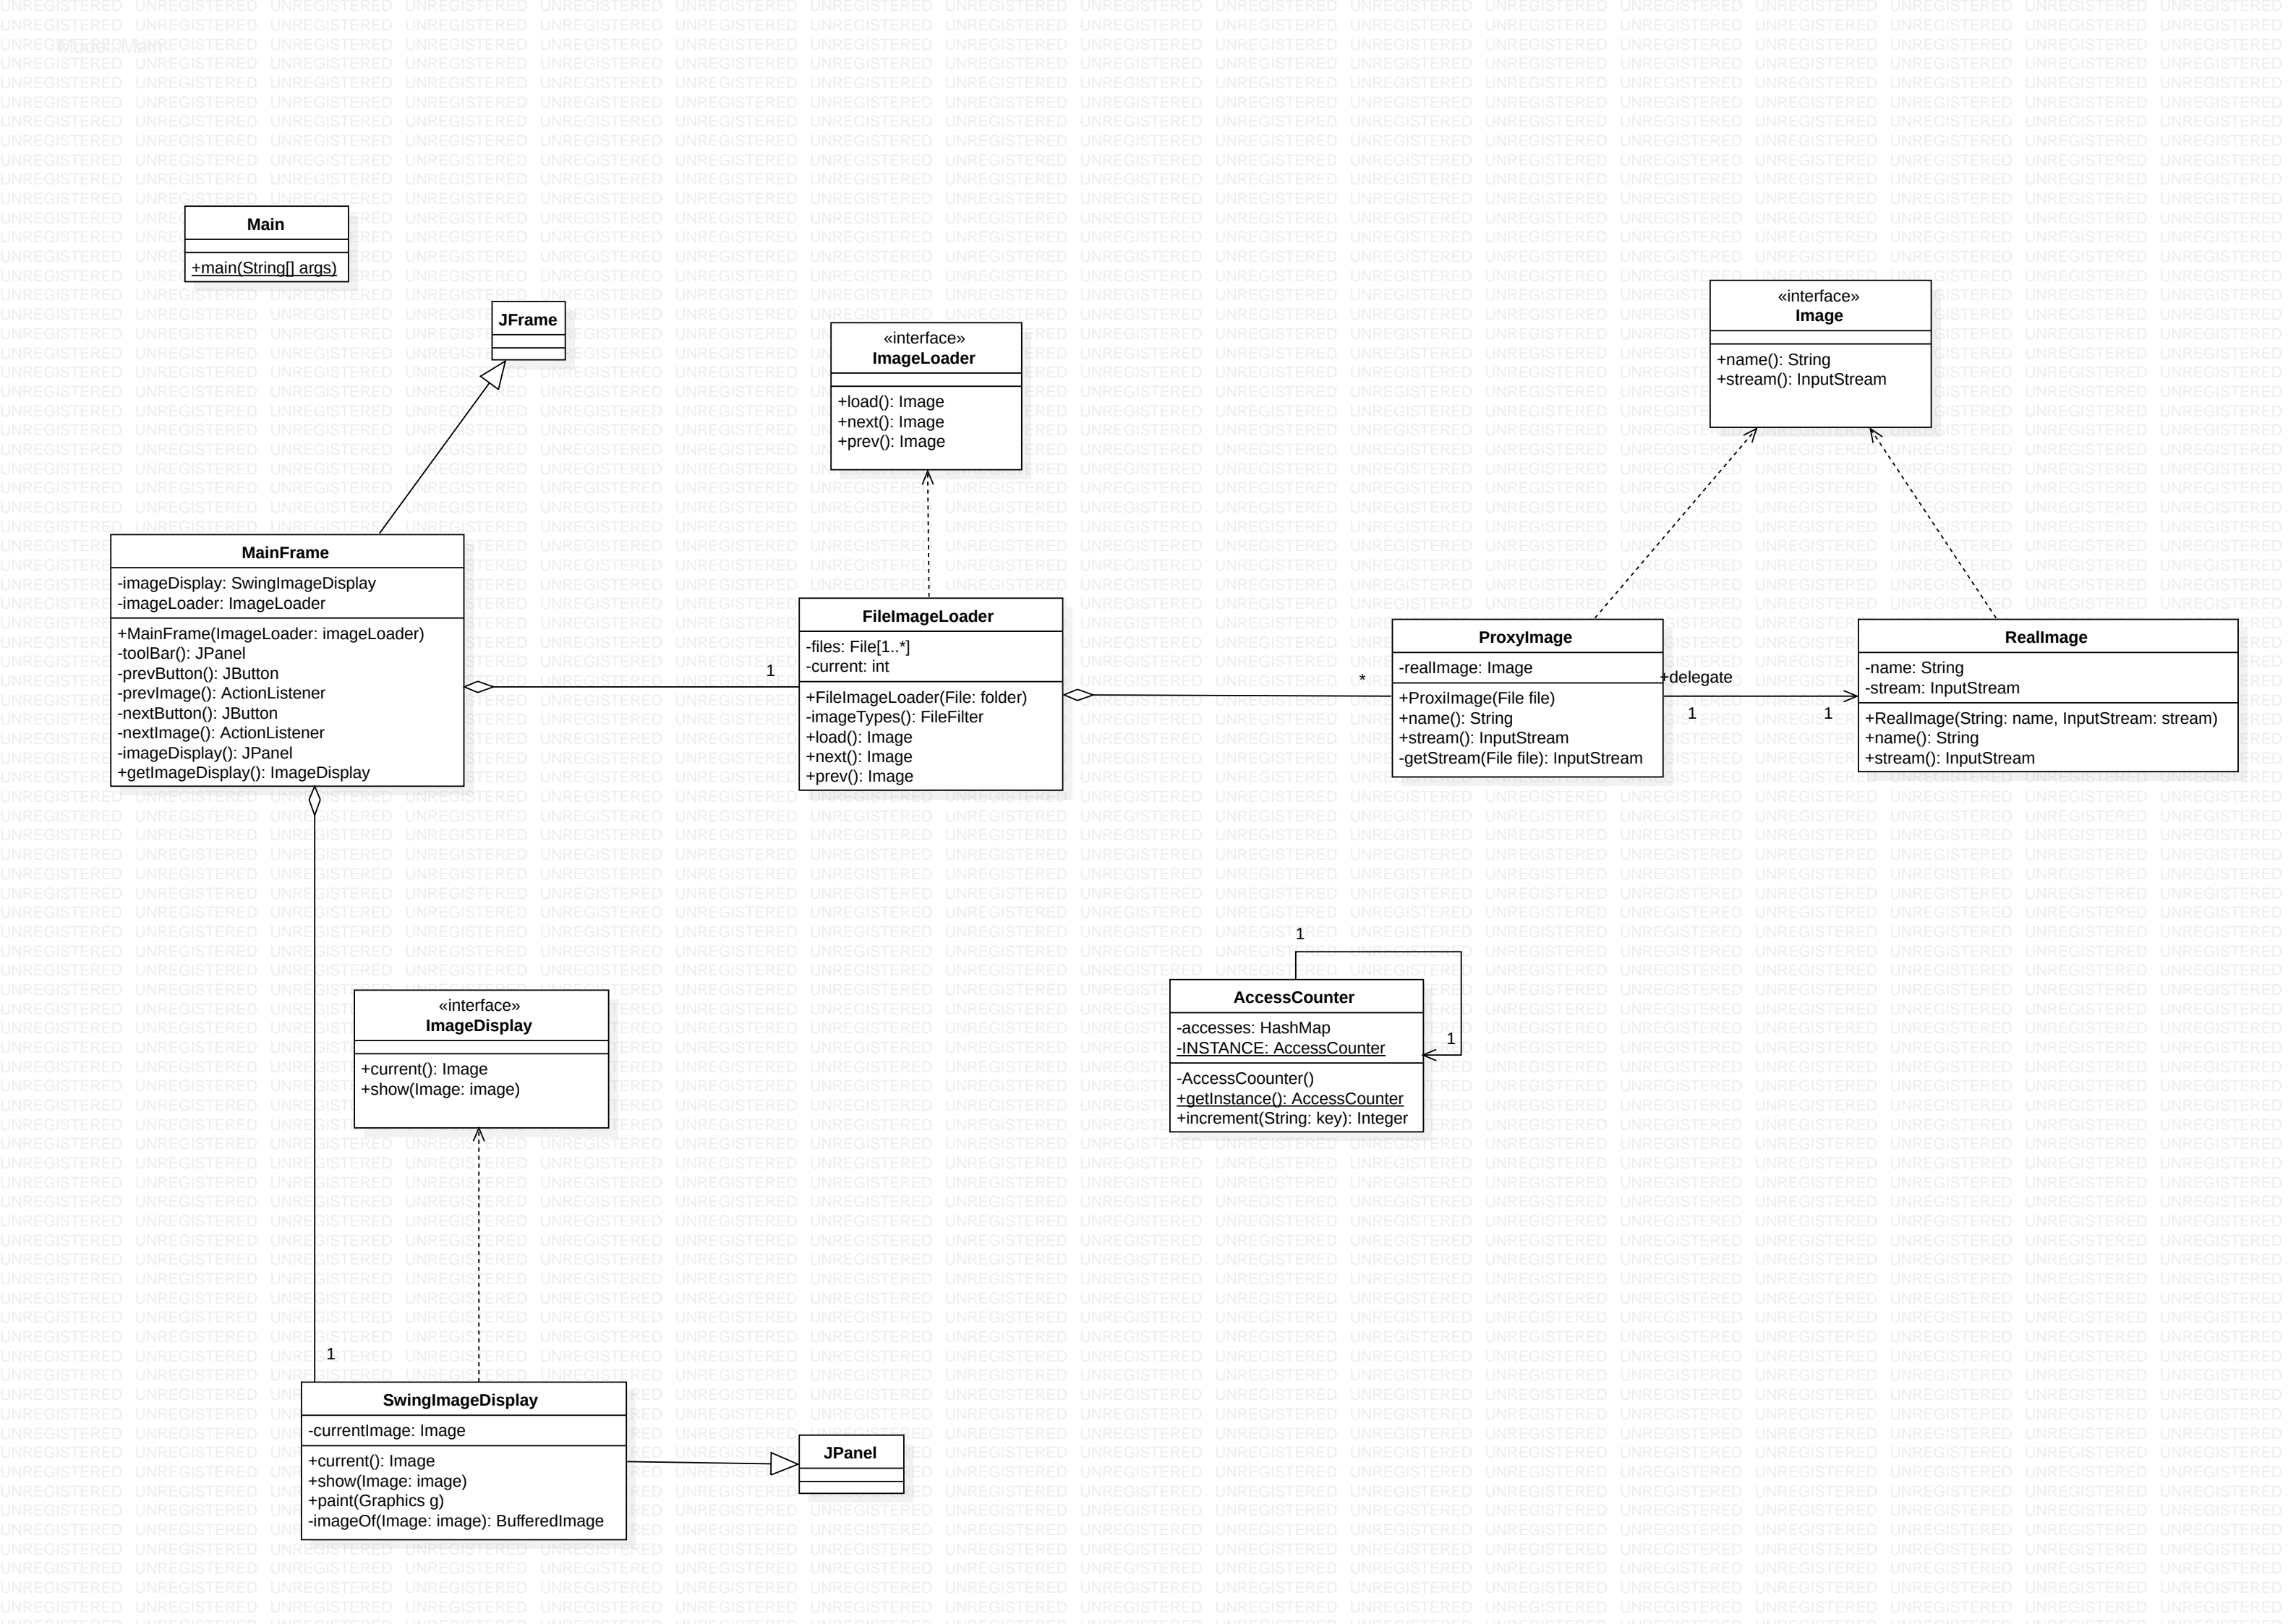 Model::Main
UNREGISTERED
Main
+main(String[] args)
JFrame
«interface»
ImageLoader
+load(): Image
+next(): Image
+prev(): Image
«interface»
Image
+name(): String
+stream(): InputStream
MainFrame
-imageDisplay: SwingImageDisplay
-imageLoader: ImageLoader
+MainFrame(ImageLoader: imageLoader)
-toolBar(): JPanel
-prevButton(): JButton
-prevImage(): ActionListener
-nextButton(): JButton
-nextImage(): ActionListener
-imageDisplay(): JPanel
+getImageDisplay(): ImageDisplay
1
FileImageLoader
-files: File[1..*]
-current: int
+FileImageLoader(File: folder)
-imageTypes(): FileFilter
+load(): Image
+next(): Image
+prev(): Image
*
ProxyImage
-realImage: Image
+ProxiImage(File file)
+name(): String
+stream(): InputStream
-getStream(File file): InputStream
+delegate
1
1
RealImage
-name: String
-stream: InputStream
+RealImage(String: name, InputStream: stream)
+name(): String
+stream(): InputStream
1
AccessCounter
-accesses: HashMap
-INSTANCE: AccessCounter
-AccessCoounter()
+getInstance(): AccessCounter
+increment(String: key): Integer
1
«interface»
ImageDisplay
+current(): Image
+show(Image: image)
1
SwingImageDisplay
-currentImage: Image
+current(): Image
+show(Image: image)
+paint(Graphics g)
-imageOf(Image: image): BufferedImage
JPanel